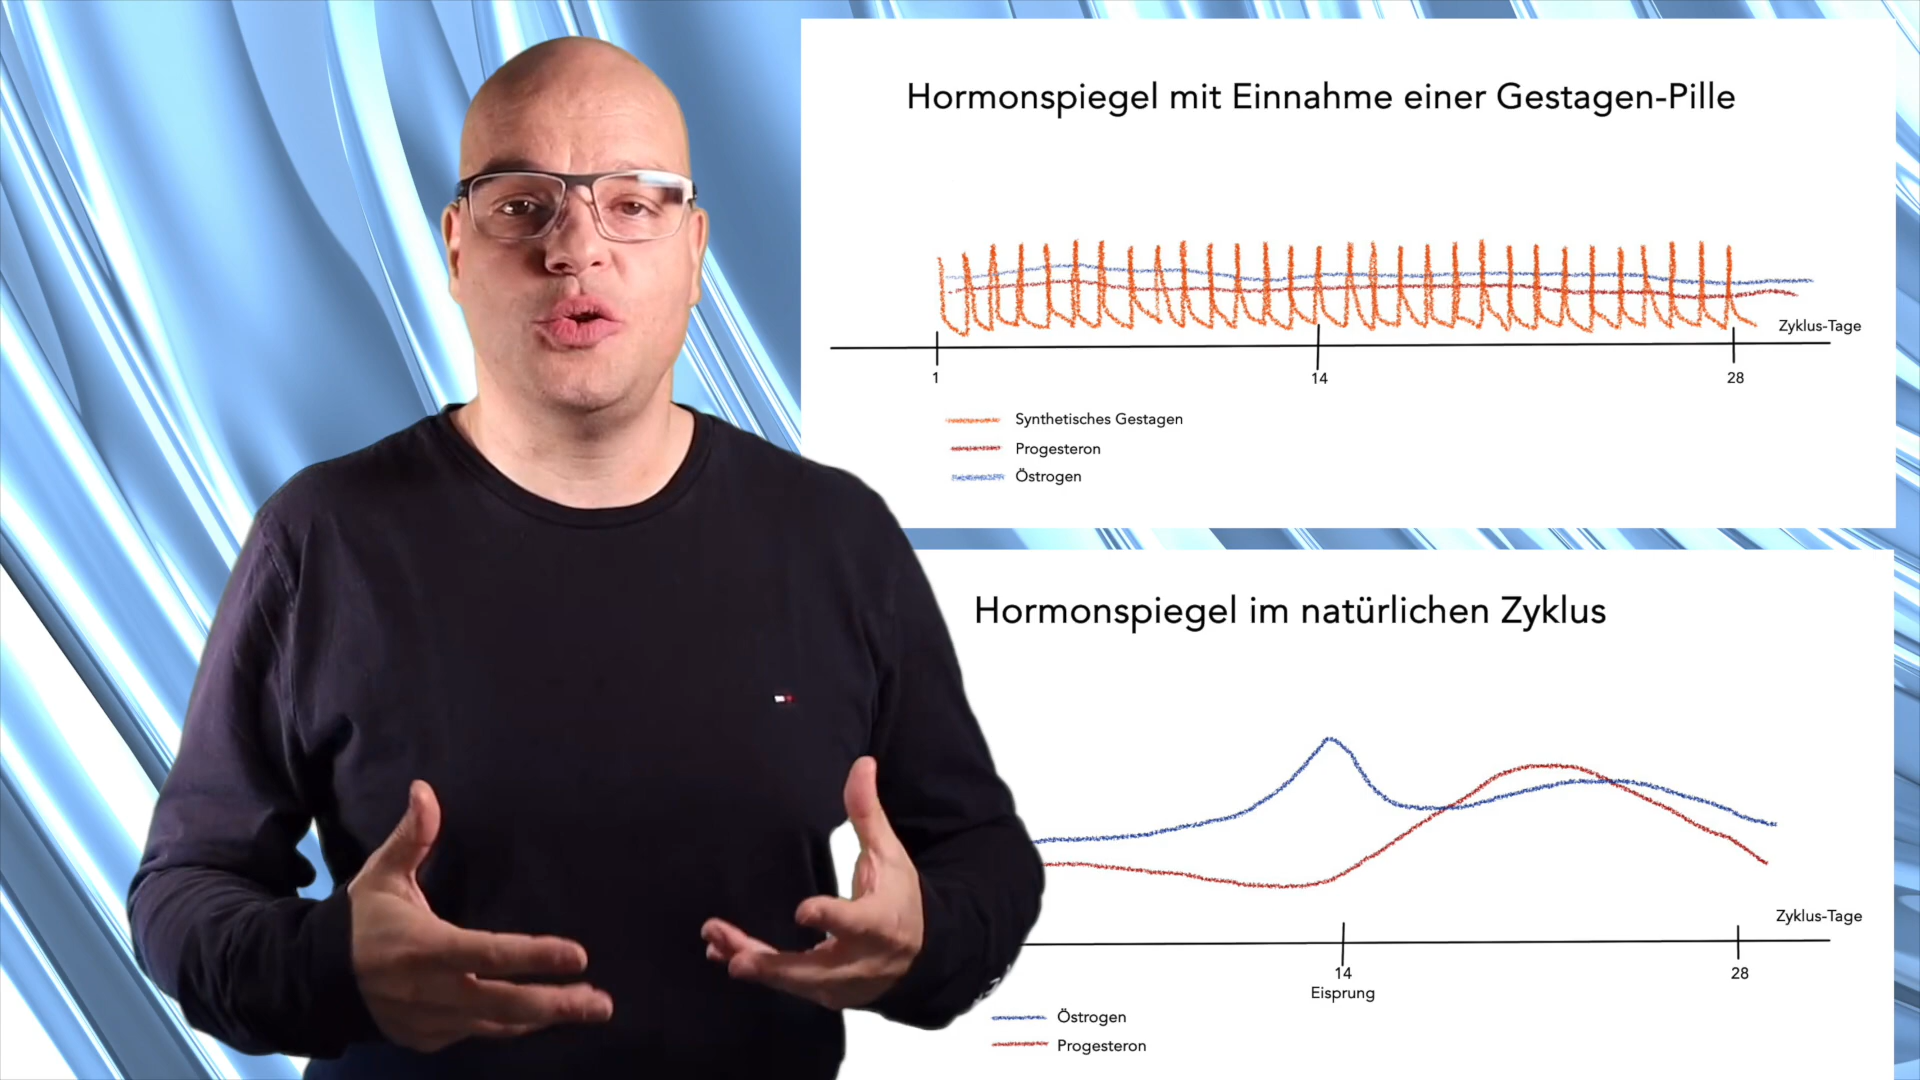 Hormonspiegel mit Einnahme einer Gestagen-Pille
Zyklus-Tage
1
14
28
Synthetisches Gestagen
Progesteron
Östrogen
Hormonspiegel im natürlichen Zyklus
Zyklus-Tage
14
28
Eisprung
Östrogen
Progesteron